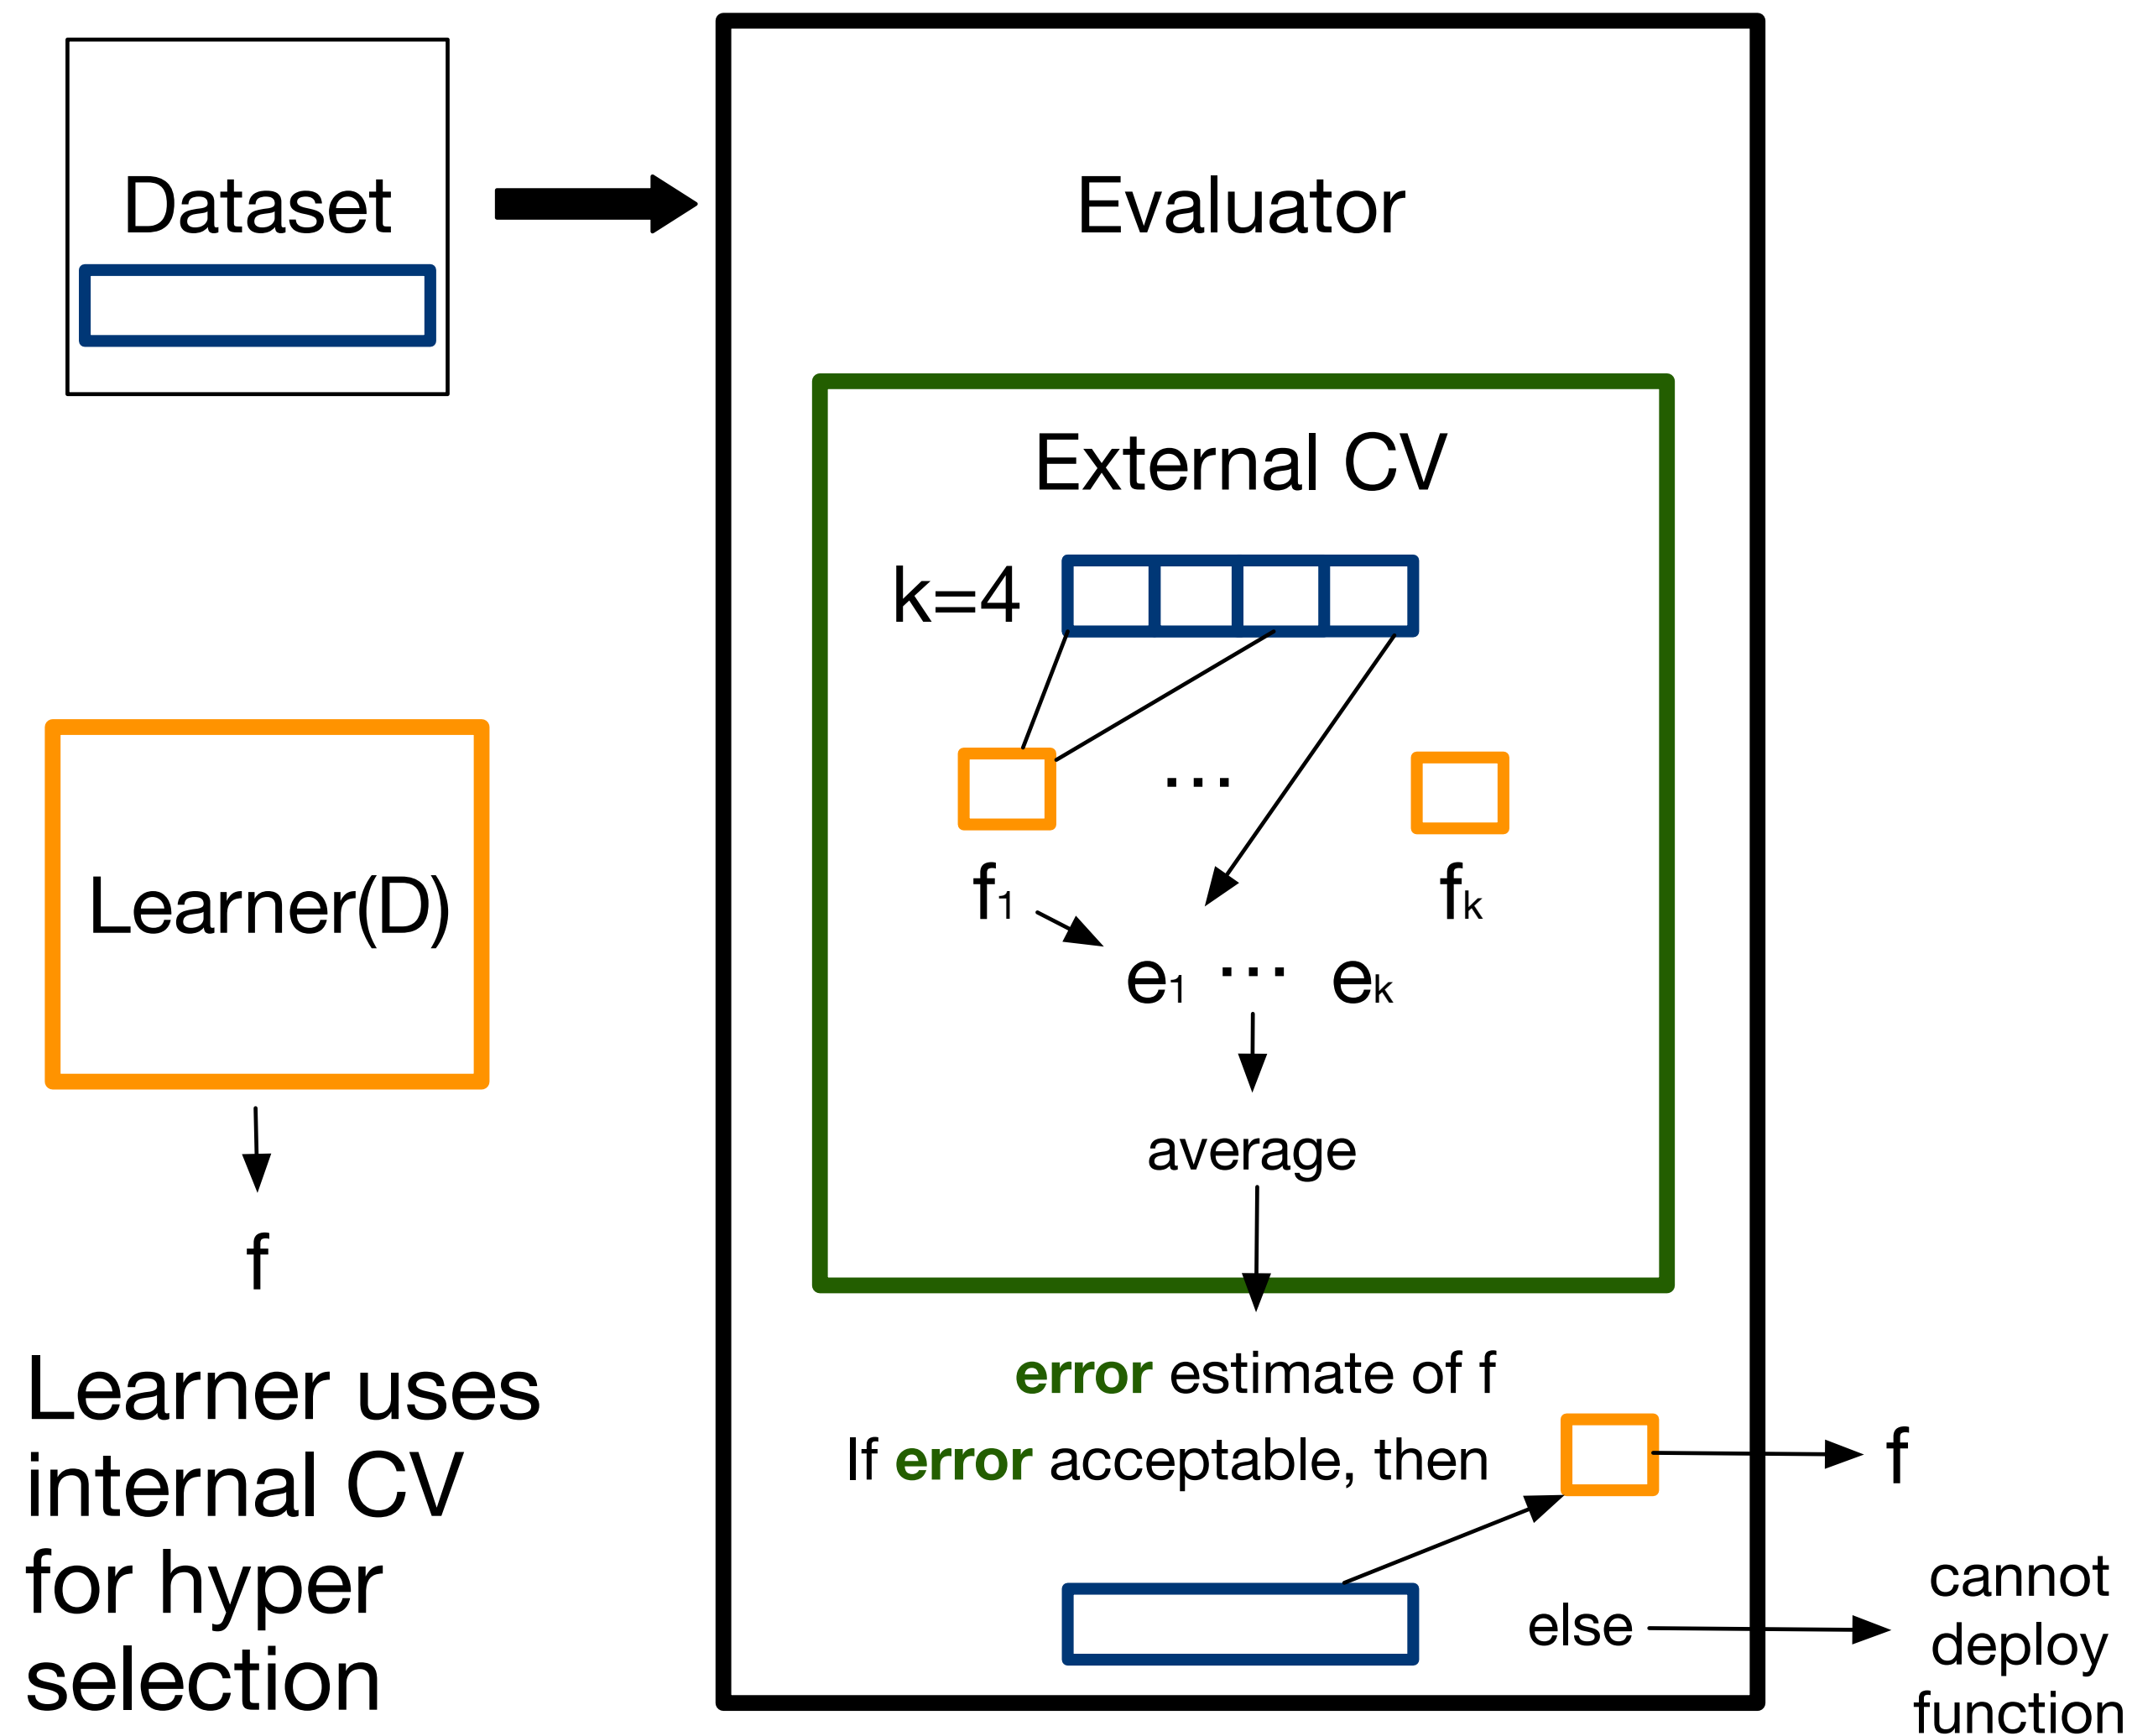 Dataset
Evaluator
External CV
k=4
...
Learner(D)
f1
fk
e1 ... ek
average
f
error estimate of f
If error acceptable, then
f
Learner uses
internal CV
for hyper
selection
else
cannot
deploy
function